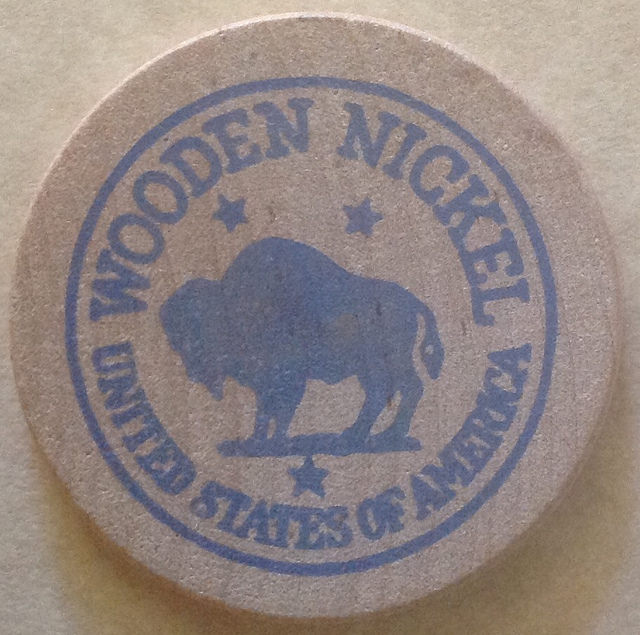 WOODEN NICKEL
UNITED STATES OF AMERICA